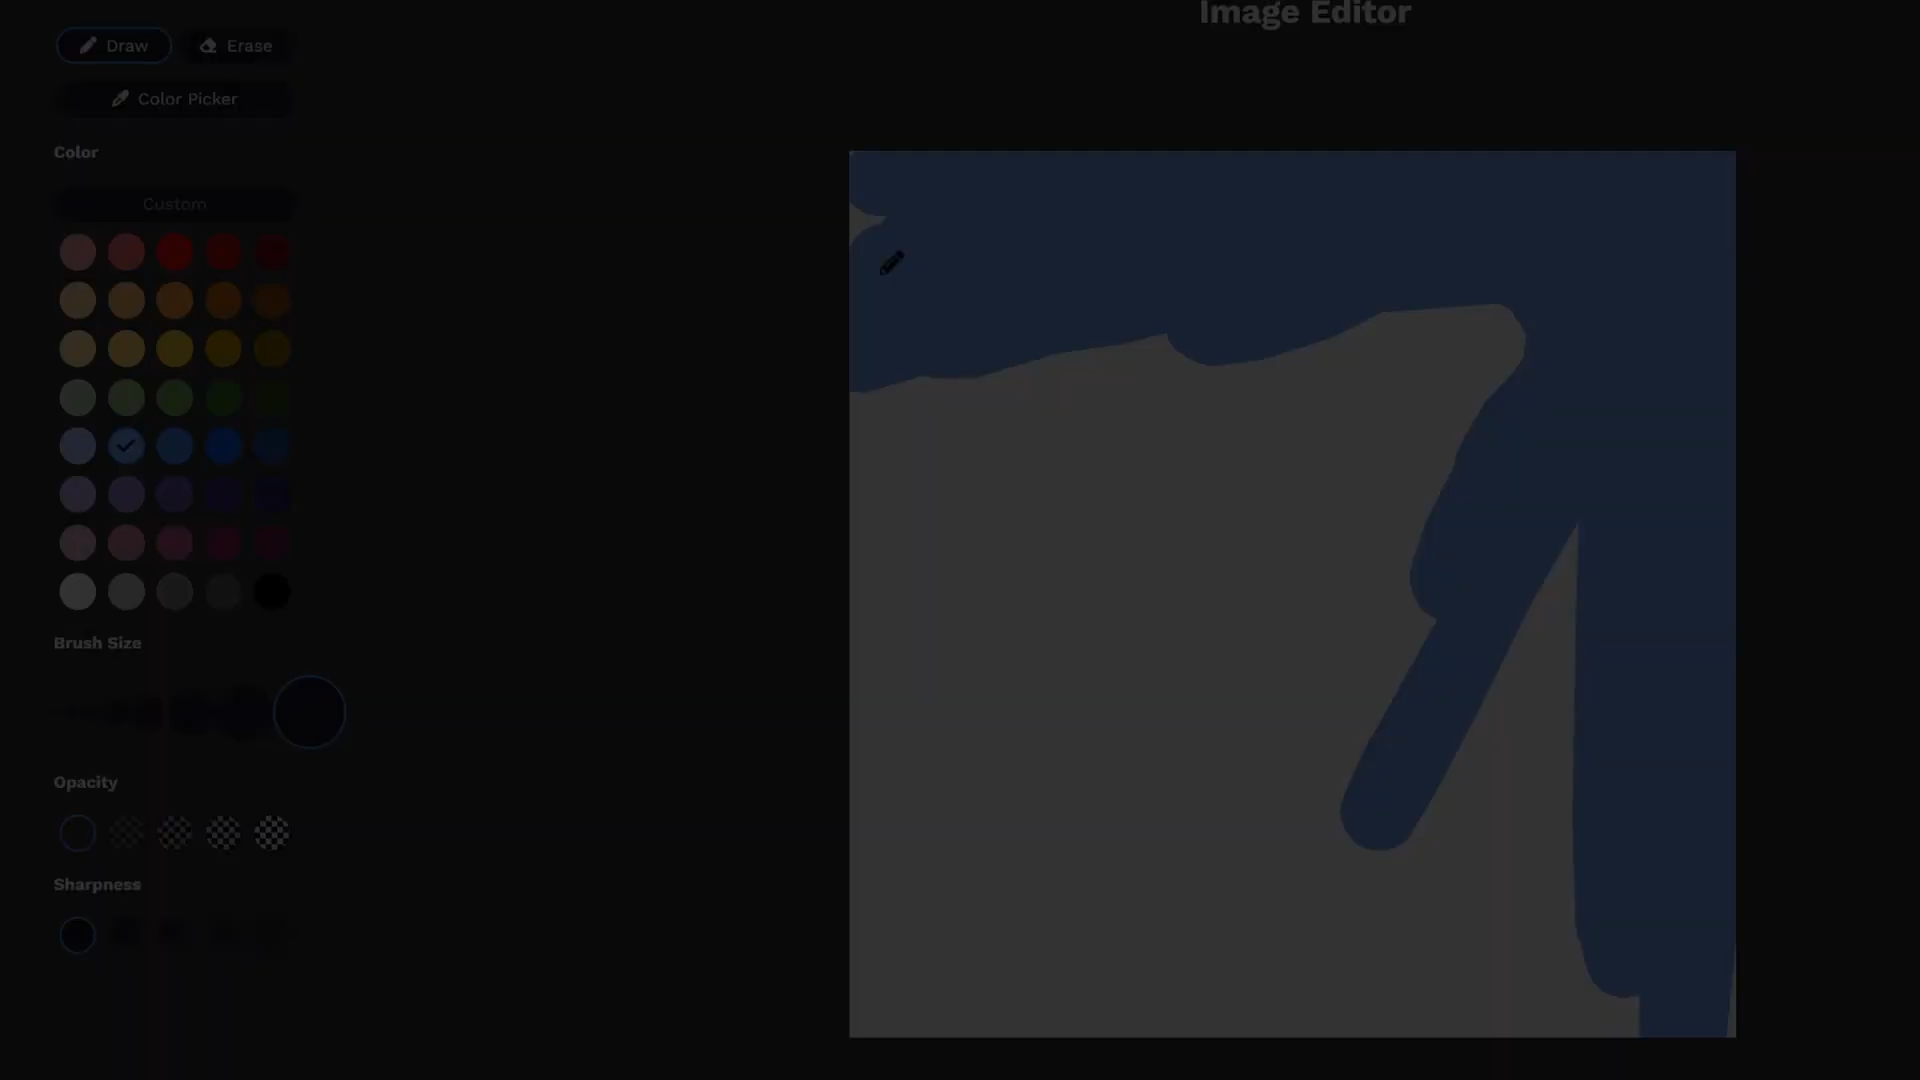 Image Editor
Draw
Erase
Color Picker
Color
Custom
Brush Size
Opacity
Sharpness